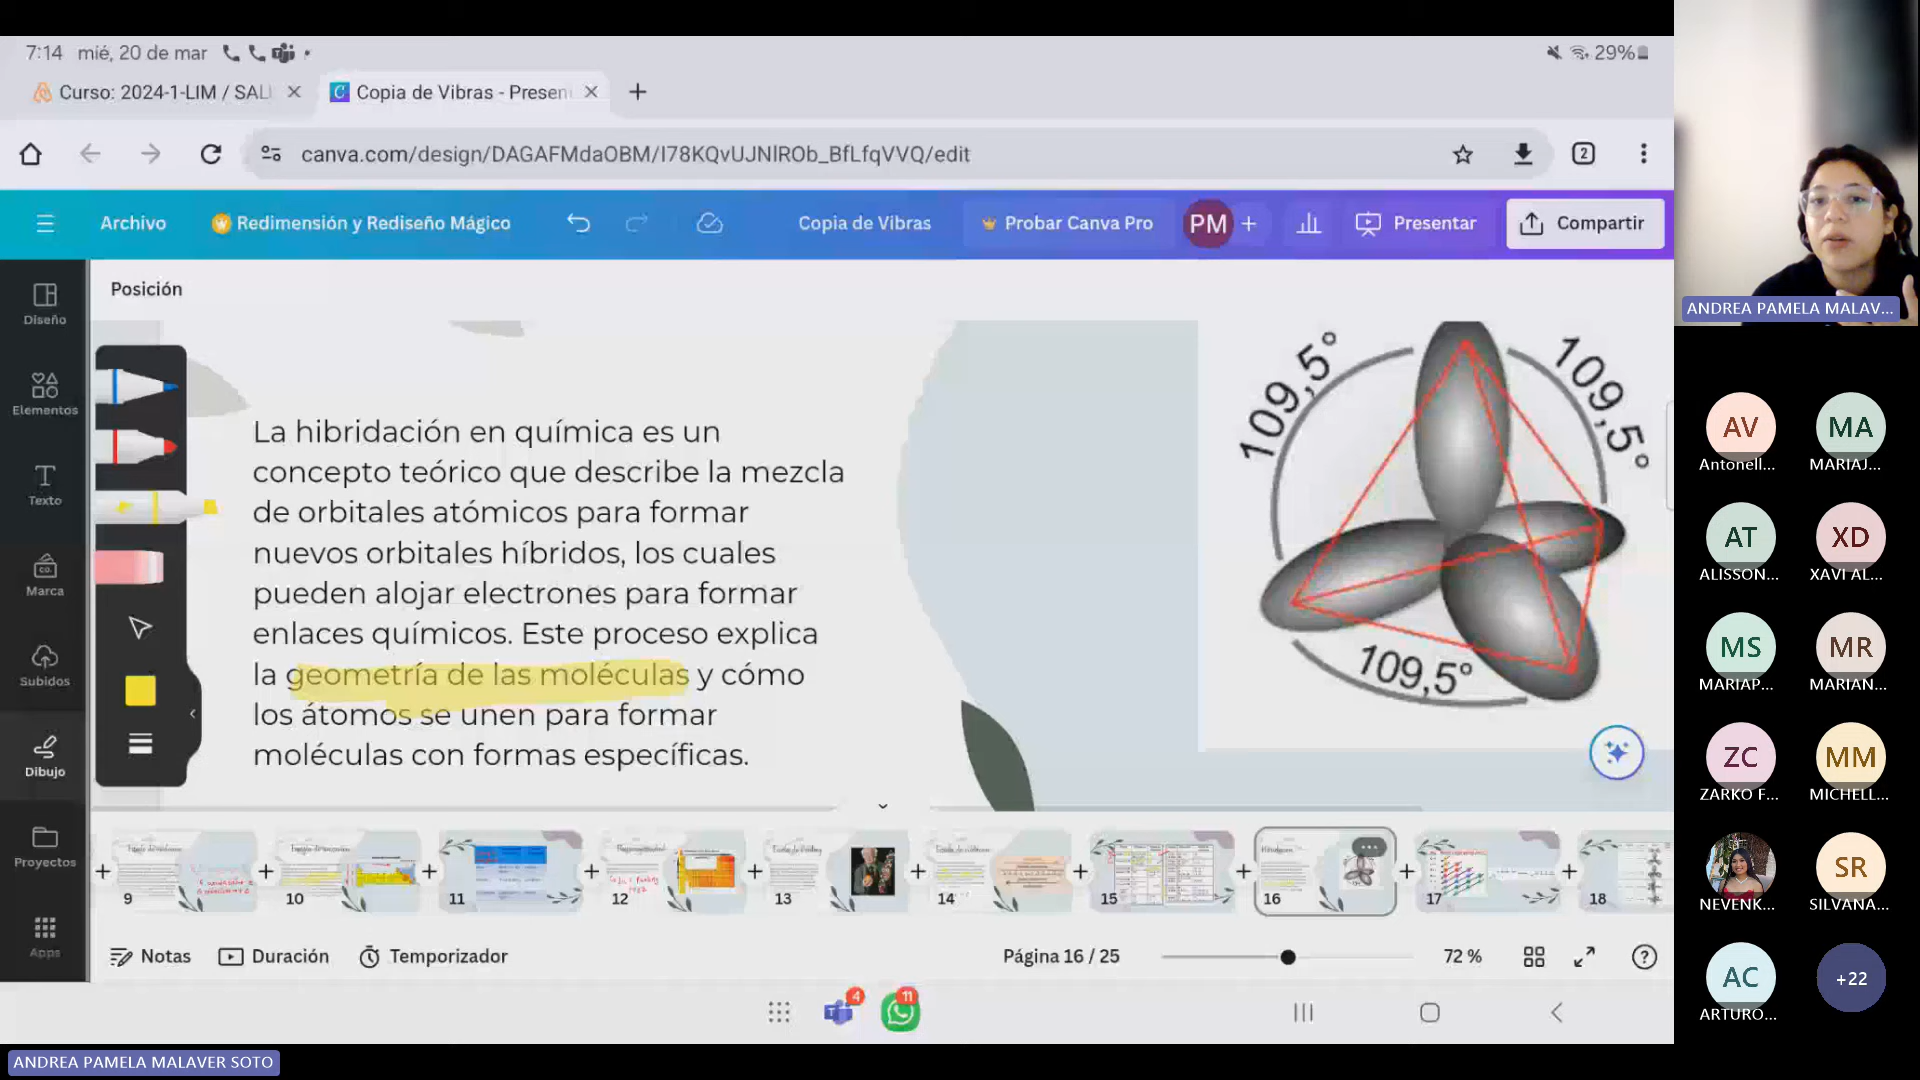 7:14 mié, 20 de mar
29%
Curso: 2024-1-LIM / SAL
Copia de Vibras - Presen
canva.com/design/DAGAFMdaOBM/I78KQvUJNlROb_BfLfqVVQ/edit
2
Archivo
Redimensión y Rediseño Mágico
Copia de Vibras
Probar Canva Pro
PM
Presentar
Compartir
Posición
Diseño
Elementos
Texto
Marca
Subidos
Dibujo
Proyectos
Apps
La hibridación en química es un
concepto teórico que describe la mezcla
de orbitales atómicos para formar
nuevos orbitales híbridos, los cuales
pueden alojar electrones para formar
enlaces químicos. Este proceso explica
la geometría de las moléculas y cómo
los átomos se unen para formar
moléculas con formas específicas.
109,5°
109,5°
109,5°
9
10
11
12
13
14
15
16
17
18
Notas
Duración
Temporizador
Página 16 / 25
72 %
4
11
ANDREA PAMELA MALAVER SOTO
ANDREA PAMELA MALAV...
AV
Antonell...
MA
MARIAJ...
AT
ALISSON...
XD
XAVI AL...
MS
MARIAP...
MR
MARIAN...
ZC
ZARKO F...
MM
MICHELL...
NEVENK...
SR
SILVANA...
AC
ARTURO...
+22